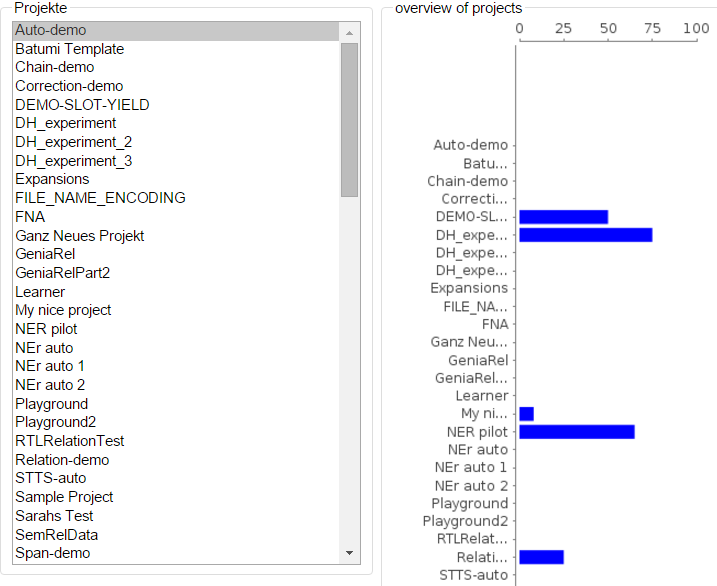 Projekte
Auto-demo
Batumi Template
Chain-demo
Correction-demo
DEMO-SLOT-YIELD
DH_experiment
DH_experiment_2
DH_experiment_3
Expansions
FILE_NAME_ENCODING
FNA
Ganz Neues Projekt
GeniaRel
GeniaRelPart2
Learner
My nice project
NER pilot
NEr auto
NEr auto 1
NEr auto 2
Playground
Playground2
RTLRelationTest
Relation-demo
STTS-auto
Sample Project
Sarahs Test
SemRelData
Span-demo
overview of projects
0 25 50 75 100
Auto-demo
Batu...
Chain-demo
Correcti...
DEMO-SL...
DH_expe...
DH_expe...
DH_expe...
Expansions
FILE_NA...
FNA
Ganz Neu...
GeniaRel
GeniaRel...
Learner
My ni...
NER pilot
NEr auto
NEr auto 1
NEr auto 2
Playground
Playground2
RTLRelat...
Relati...
STTS-auto